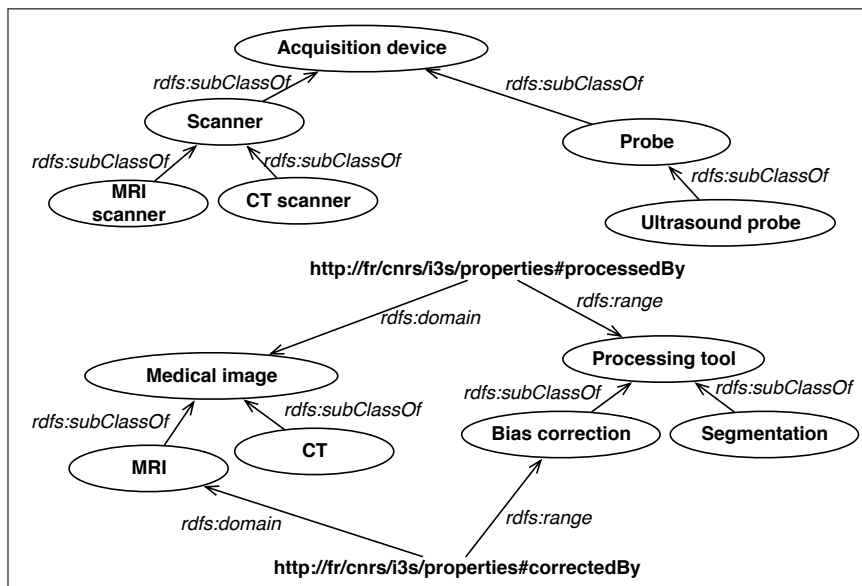 Acquisition device
rdfs:subClassOf
rdfs:subClassOf
Scanner
Probe
rdfs:subClassOf
rdfs:subClassOf
rdfs:subClassOf
MRI
scanner
CT scanner
Ultrasound probe
http://fr/cnrs/i3s/properties#processedBy
rdfs:range
rdfs:domain
Processing tool
Medical image
rdfs:subClassOf
rdfs:subClassOf
rdfs:subClassOf
rdfs:subClassOf
Bias correction
Segmentation
CT
MRI
rdfs:domain
rdfs:range
http://fr/cnrs/i3s/properties#correctedBy